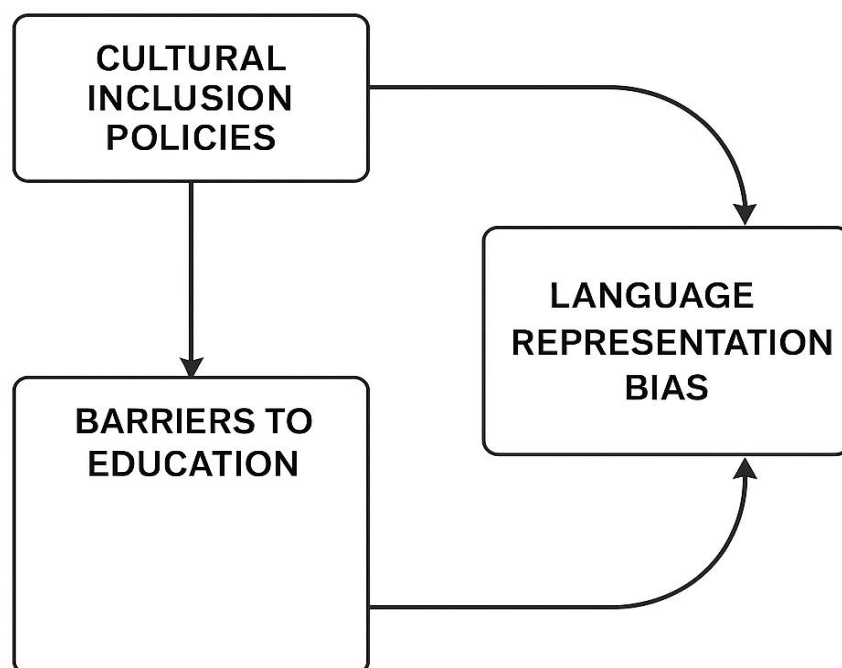 CULTURAL
INCLUSION
POLICIES
LANGUAGE
REPRESENTATION
BIAS
BARRIERS TO
EDUCATION